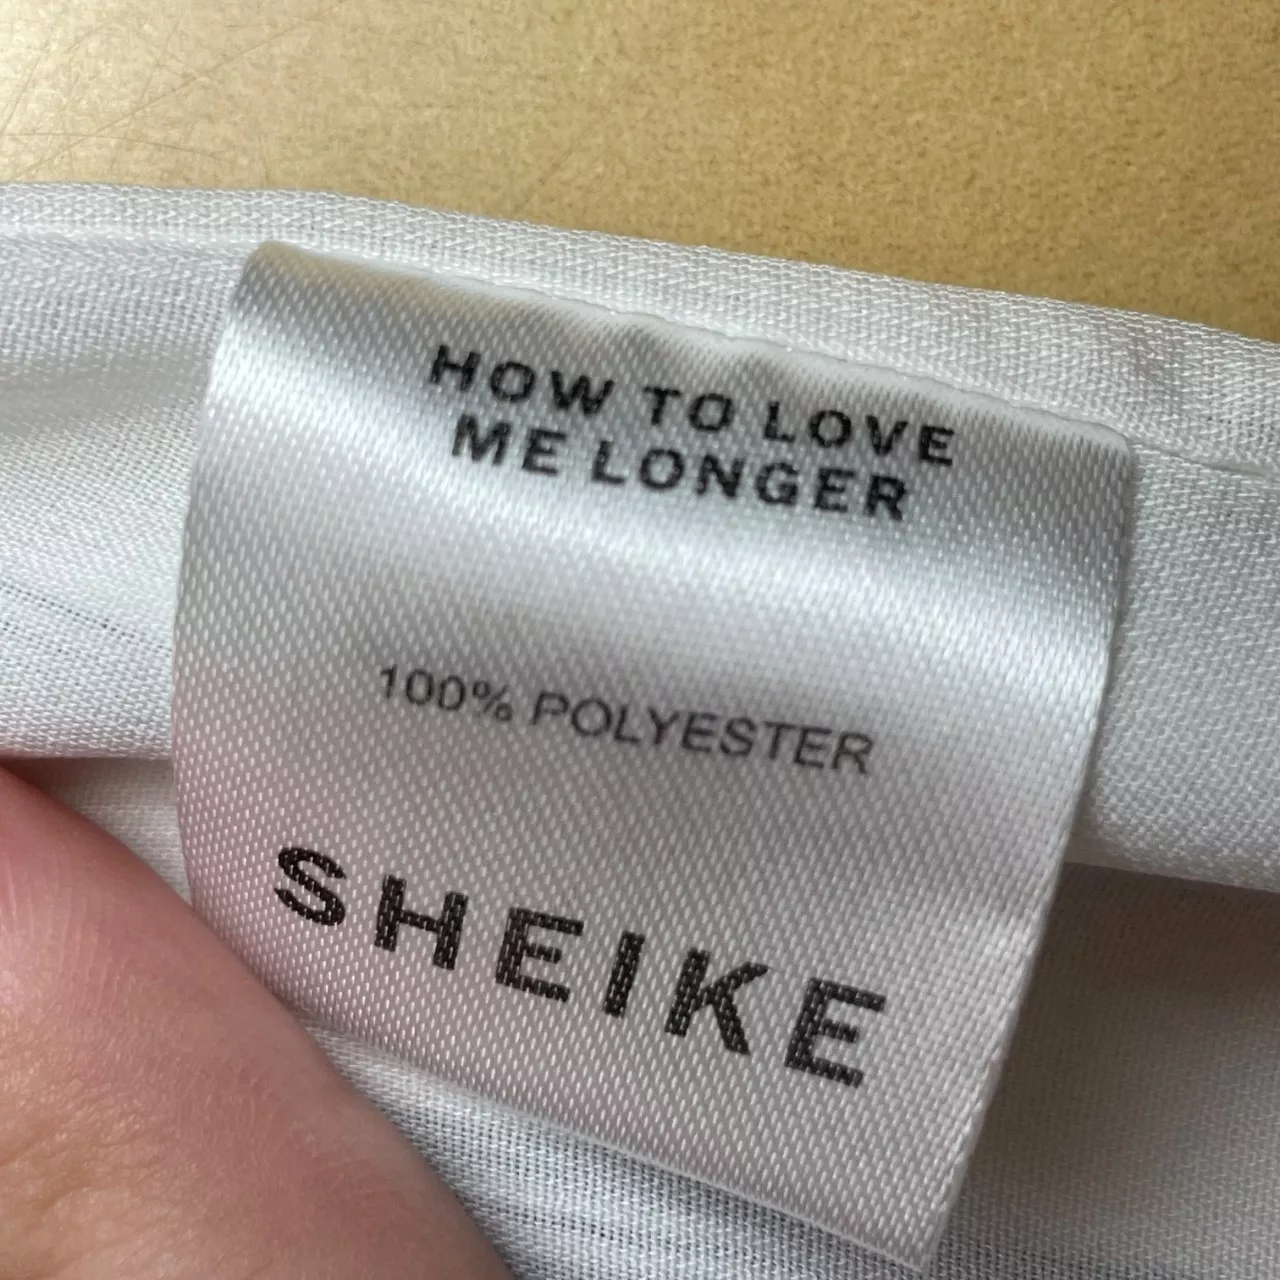 HOW TO LOVE
ME LONGER
100% POLYESTER
SHEIKE